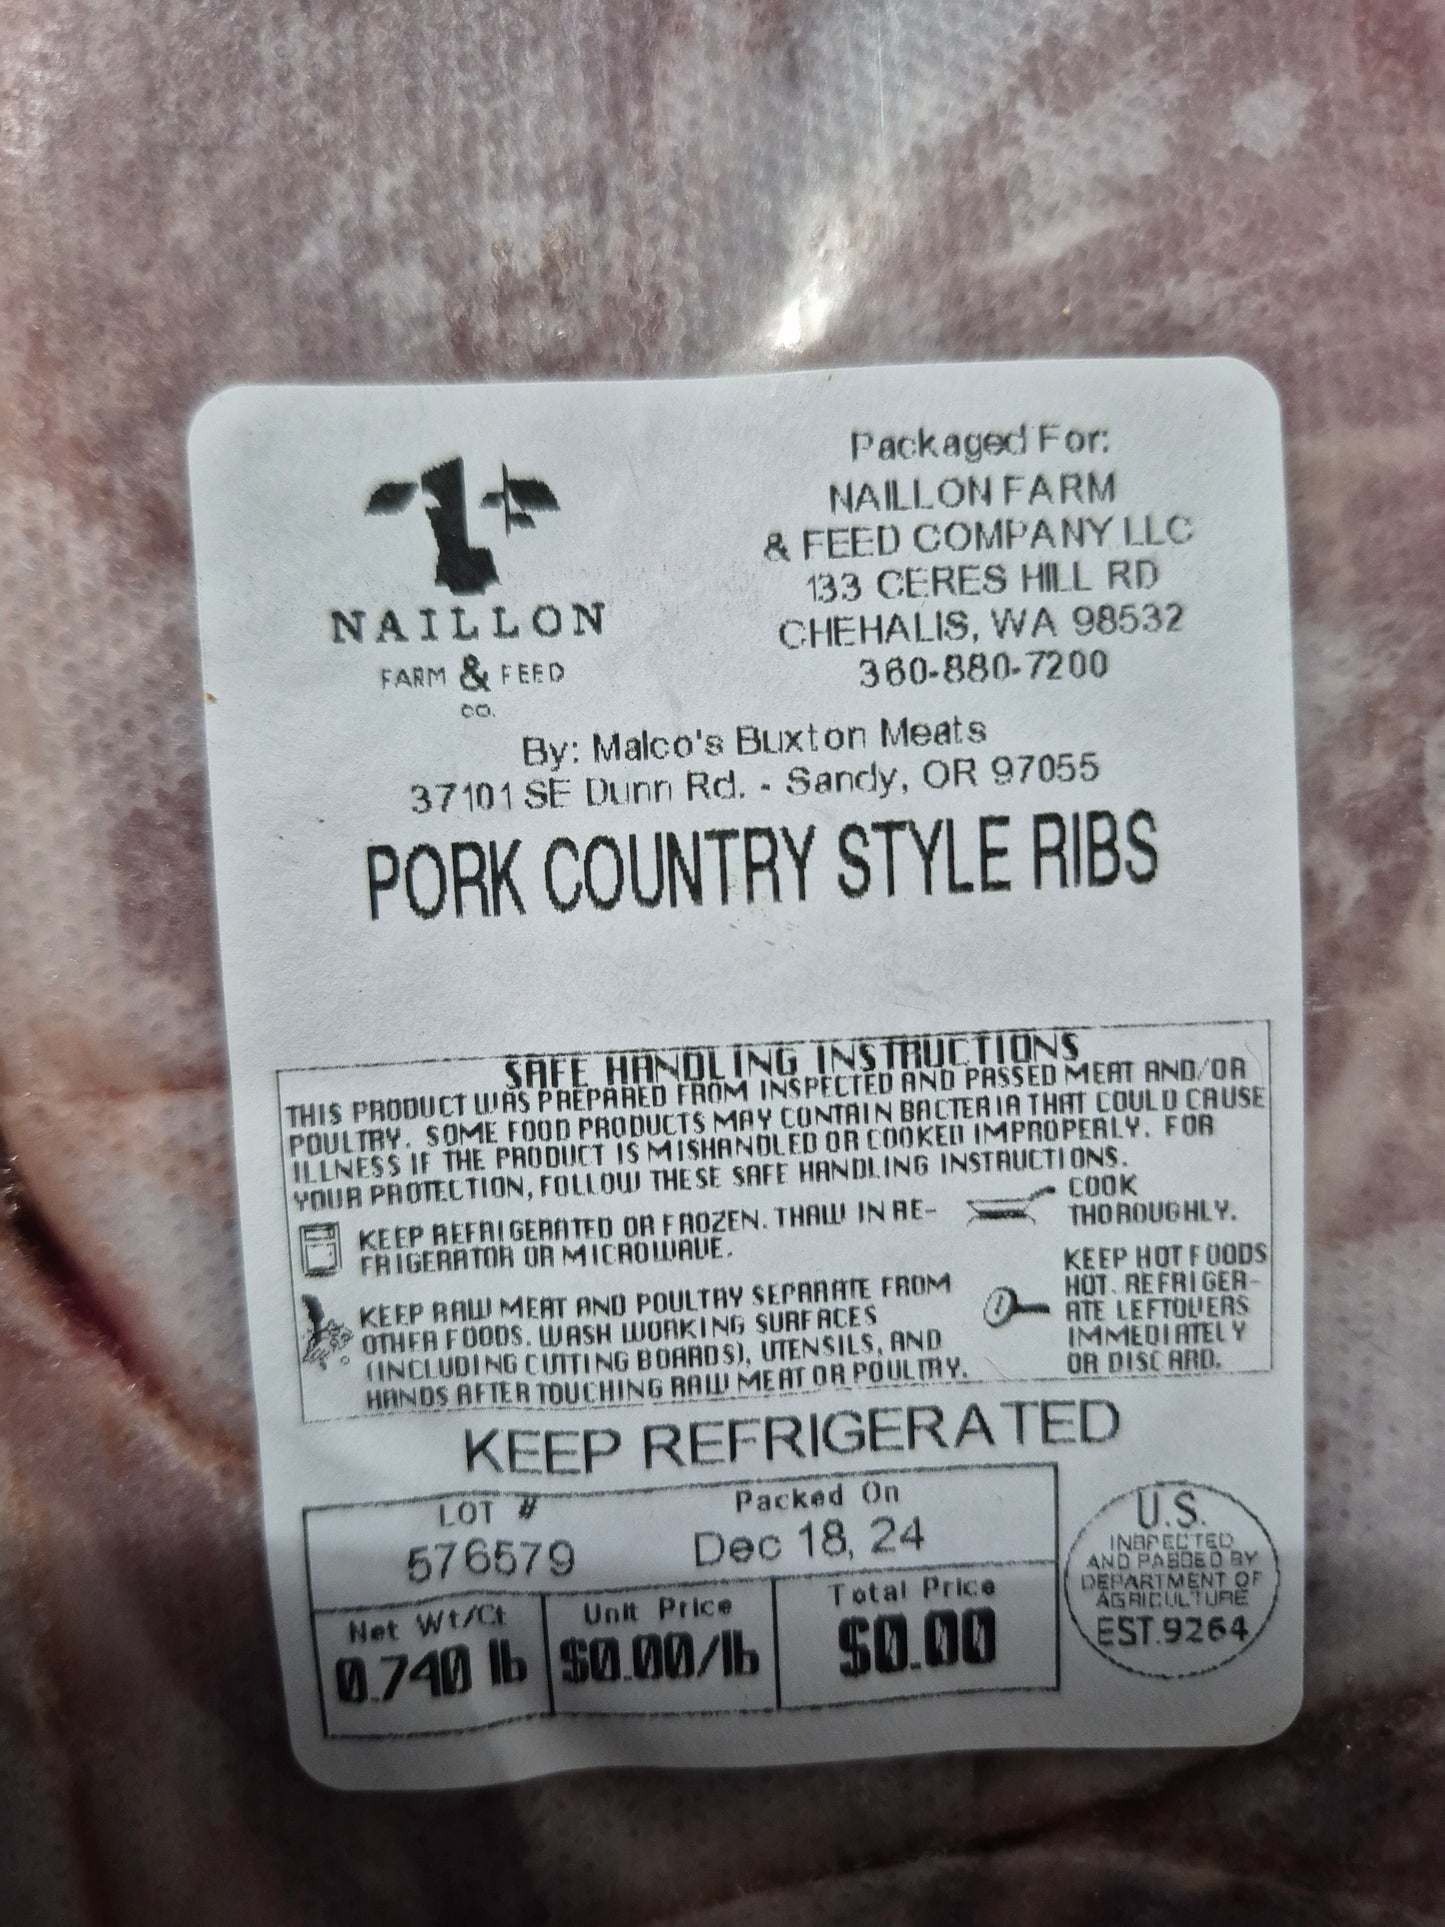 NAILLON
FARM & FEED
CO.
Packaged For:
NAILLON FARM
& FEED COMPANY LLC
133 CERES HILL RD
CHEHALIS, WA 98532
360-880-7200
By: Malco's Buxton Meats
37101 SE Dunn Rd. - Sandy, OR 97055
PORK COUNTRY STYLE RIBS
SAFE HANDLING INSTRUCTIONS
THIS PRODUCT WAS PREPARED FROM INSPECTED AND PASSED MEAT AND/OR
POULTRY. SOME FOOD PRODUCTS MAY CONTAIN BACTERIA THAT COULD CAUSE
ILLNESS IF THE PRODUCT IS MISHANDLED OR COOKED IMPROPERLY. FOR
YOUR PROTECTION, FOLLOW THESE SAFE HANDLING INSTRUCTIONS.
KEEP REFRIGERATED OR FROZEN. THAW IN RE-
FRIGERATOR OR MICROWAVE.
KEEP RAW MEAT AND POULTRY SEPARATE FROM
OTHER FOODS. WASH WORKING SURFACES
(INCLUDING CUTTING BOARDS), UTENSILS, AND
HANDS AFTER TOUCHING RAW MEAT OR POULTRY.
COOK
THOROUGHLY.
KEEP HOT FOODS
HOT. REFRIGER-
ATE LEFTOVERS
IMMEDIATELY
OR DISCARD.
KEEP REFRIGERATED
LOT #
576579
Packed On
Dec 18, 24
Net Wt/Ct
0.740 lb
Unit Price
$0.00/lb
Total Price
$0.00
U.S.
INSPECTED
AND PASSED BY
DEPARTMENT OF
AGRICULTURE
EST.9264